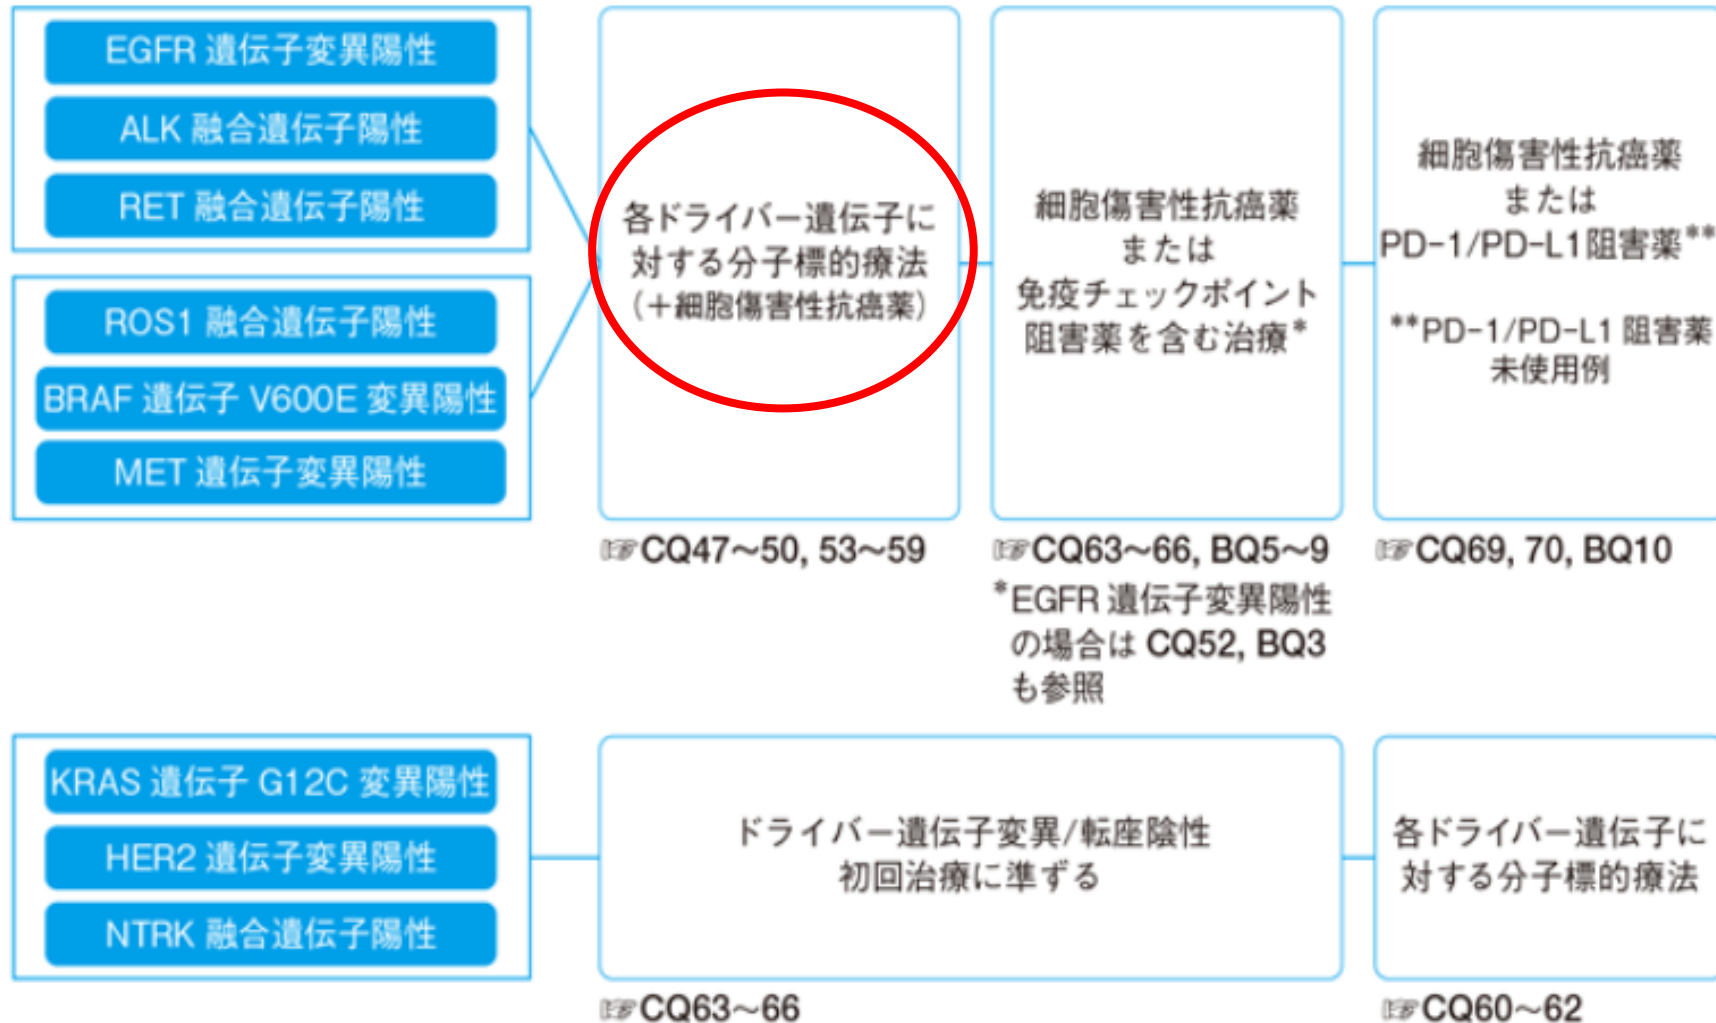 EGFR 遺伝子変異陽性
ALK 融合遺伝子陽性
RET 融合遺伝子陽性
ROS1 融合遺伝子陽性
BRAF 遺伝子 V600E 変異陽性
MET 遺伝子変異陽性
各ドライバー遺伝子に
対する分子標的療法
（＋細胞傷害性抗癌薬）
☞CQ47～50, 53～59
細胞傷害性抗癌薬
または
免疫チェックポイント
阻害薬を含む治療*
☞CQ63～66, BQ5～9
*EGFR 遺伝子変異陽性
の場合は CQ52, BQ3
も参照
細胞傷害性抗癌薬
または
PD-1/PD-L1阻害薬**
**PD-1/PD-L1 阻害薬
未使用例
☞CQ69, 70, BQ10
KRAS 遺伝子 G12C 変異陽性
HER2 遺伝子変異陽性
NTRK 融合遺伝子陽性
ドライバー遺伝子変異/転座陰性
初回治療に準ずる
☞CQ63～66
各ドライバー遺伝子に
対する分子標的療法
☞CQ60～62